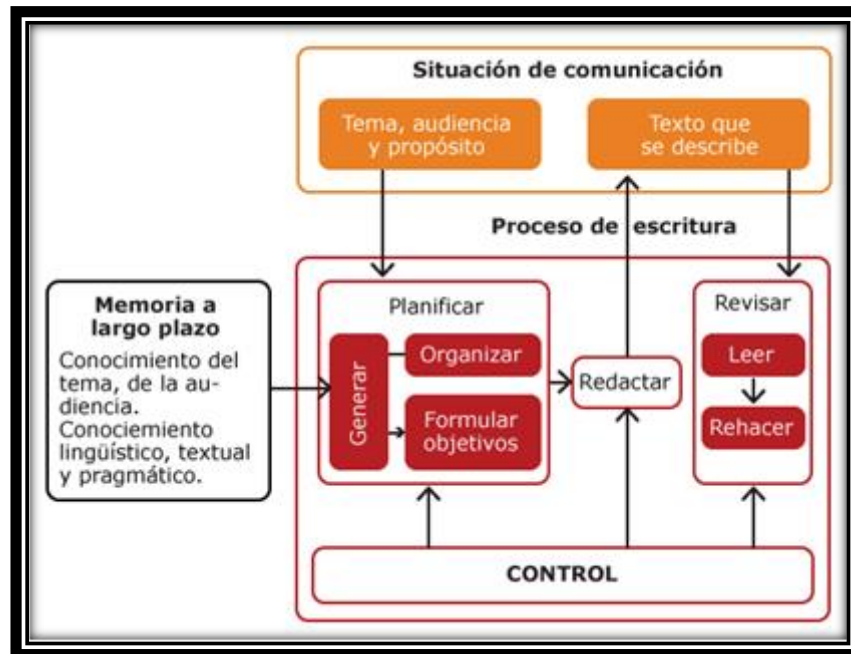 Situación de comunicación
Tema, audiencia
y propósito
Texto que
se describe
Proceso de escritura
Memoria a
largo plazo
Conocimiento del
tema, de la au-
diencia.
Conociemiento
lingüístico, textual
y pragmático.
Planificar
Generar
Organizar
Formular
objetivos
Redactar
Revisar
Leer
Rehacer
CONTROL